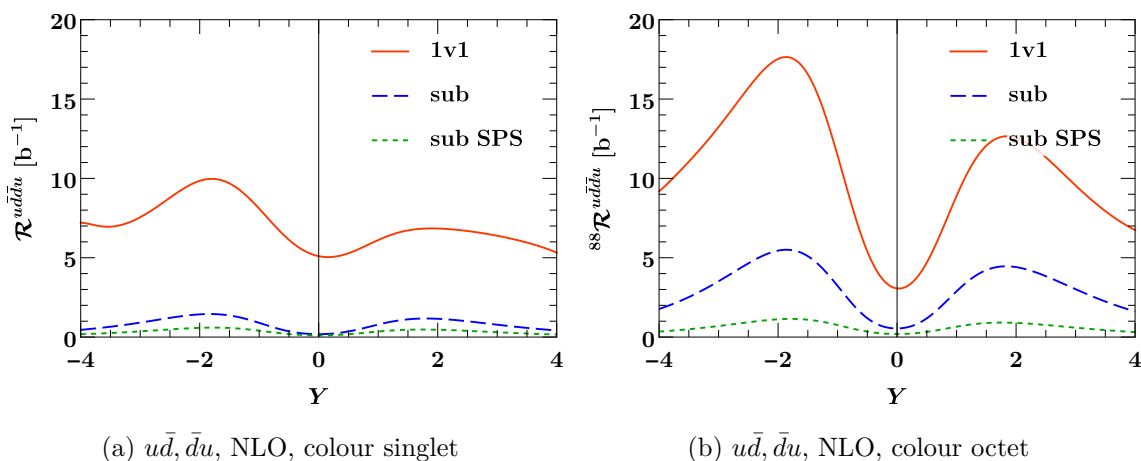 20
15
10
5
0
−4
−2
0
2
4
Y
ℛ^{ud̄d̄u} [b⁻¹]
1v1
sub
sub SPS
(a) ud̄, d̄u, NLO, colour singlet
20
15
10
5
0
−4
−2
0
2
4
Y
⁸⁸ℛ^{ud̄d̄u} [b⁻¹]
1v1
sub
sub SPS
(b) ud̄, d̄u, NLO, colour octet